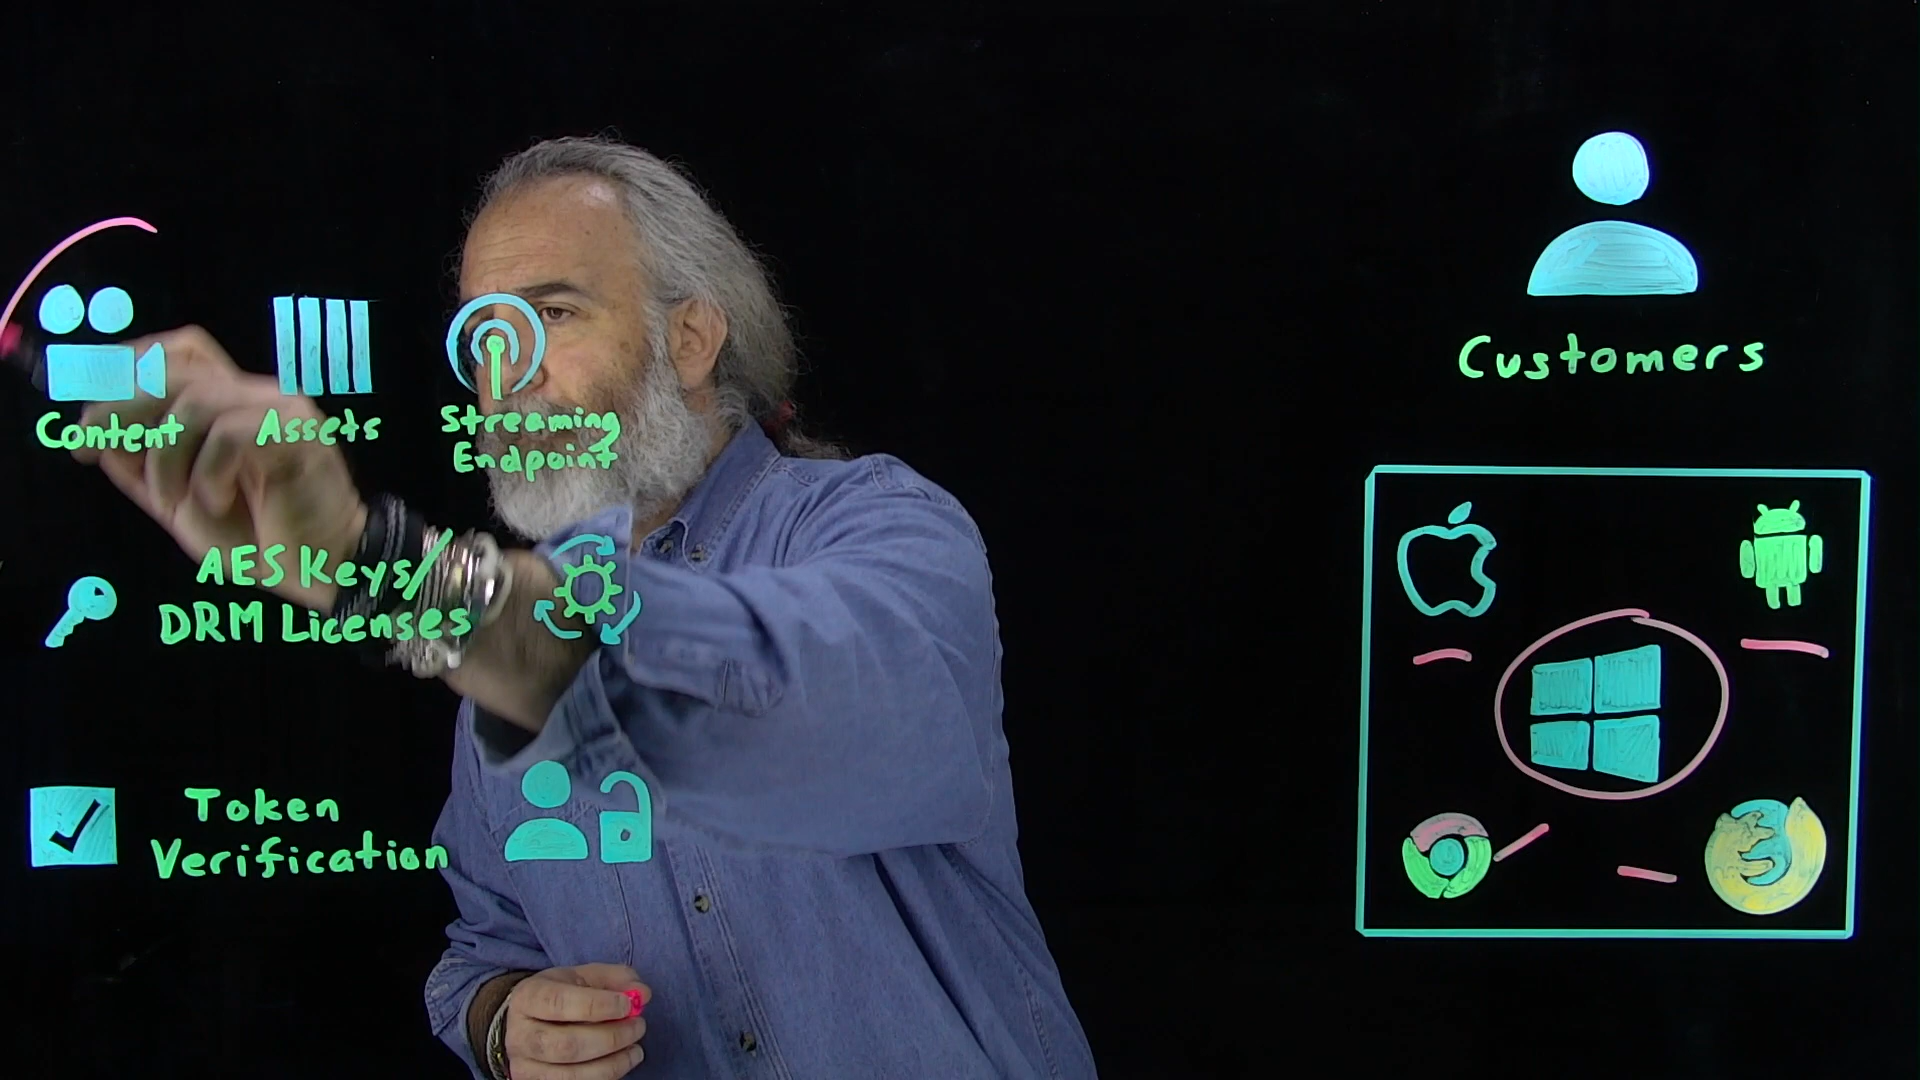 Content
Assets
Streaming
Endpoint
Customers
AES Keys/
DRM Licenses
Token
Verification